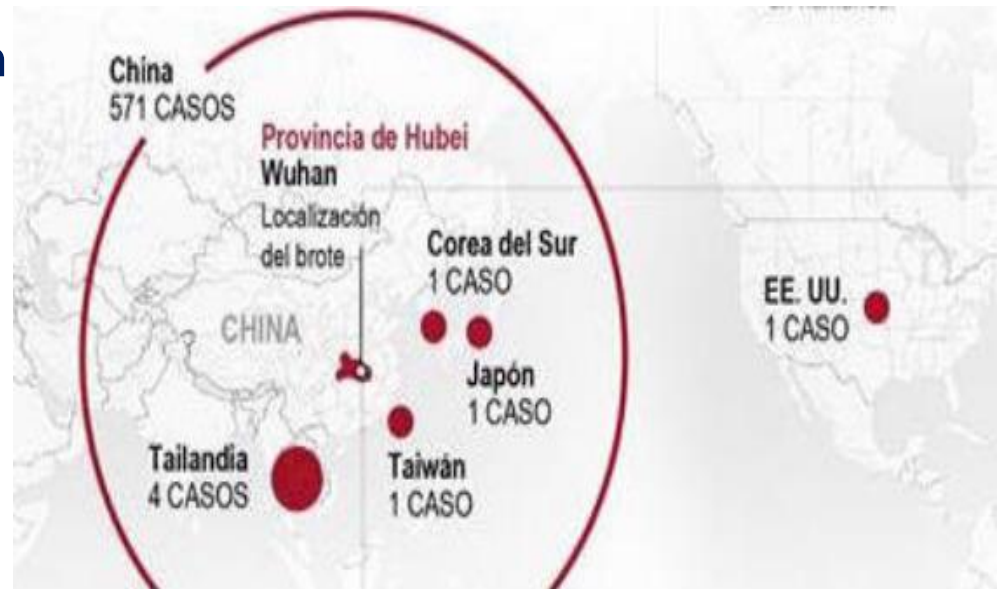 China
571 CASOS
Provincia de Hubei
Wuhan
Localización
del brote
CHINA
Corea del Sur
1 CASO
Japón
1 CASO
Taiwán
1 CASO
Tailandia
4 CASOS
EE. UU.
1 CASO